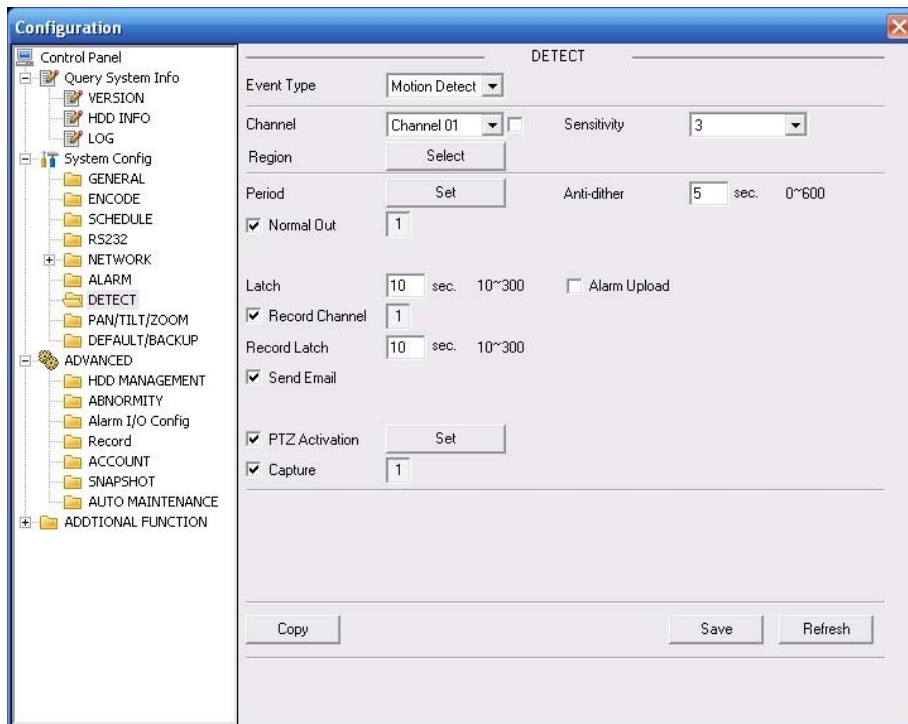 Configuration
Control Panel
Query System Info
VERSION
HDD INFO
LOG
System Config
GENERAL
ENCODE
SCHEDULE
RS232
NETWORK
ALARM
DETECT
PAN/TILT/ZOOM
DEFAULT/BACKUP
ADVANCED
HDD MANAGEMENT
ABNORMITY
Alarm I/O Config
Record
ACCOUNT
SNAPSHOT
AUTO MAINTENANCE
ADDTIONAL FUNCTION
DETECT
Event Type Motion Detect
Channel Channel 01 Sensitivity 3
Region Select
Period Set Anti-dither 5 sec. 0~600
Normal Out 1
Latch 10 sec. 10~300 Alarm Upload
Record Channel 1
Record Latch 10 sec. 10~300
Send Email
PTZ Activation Set
Capture 1
Copy Save Refresh